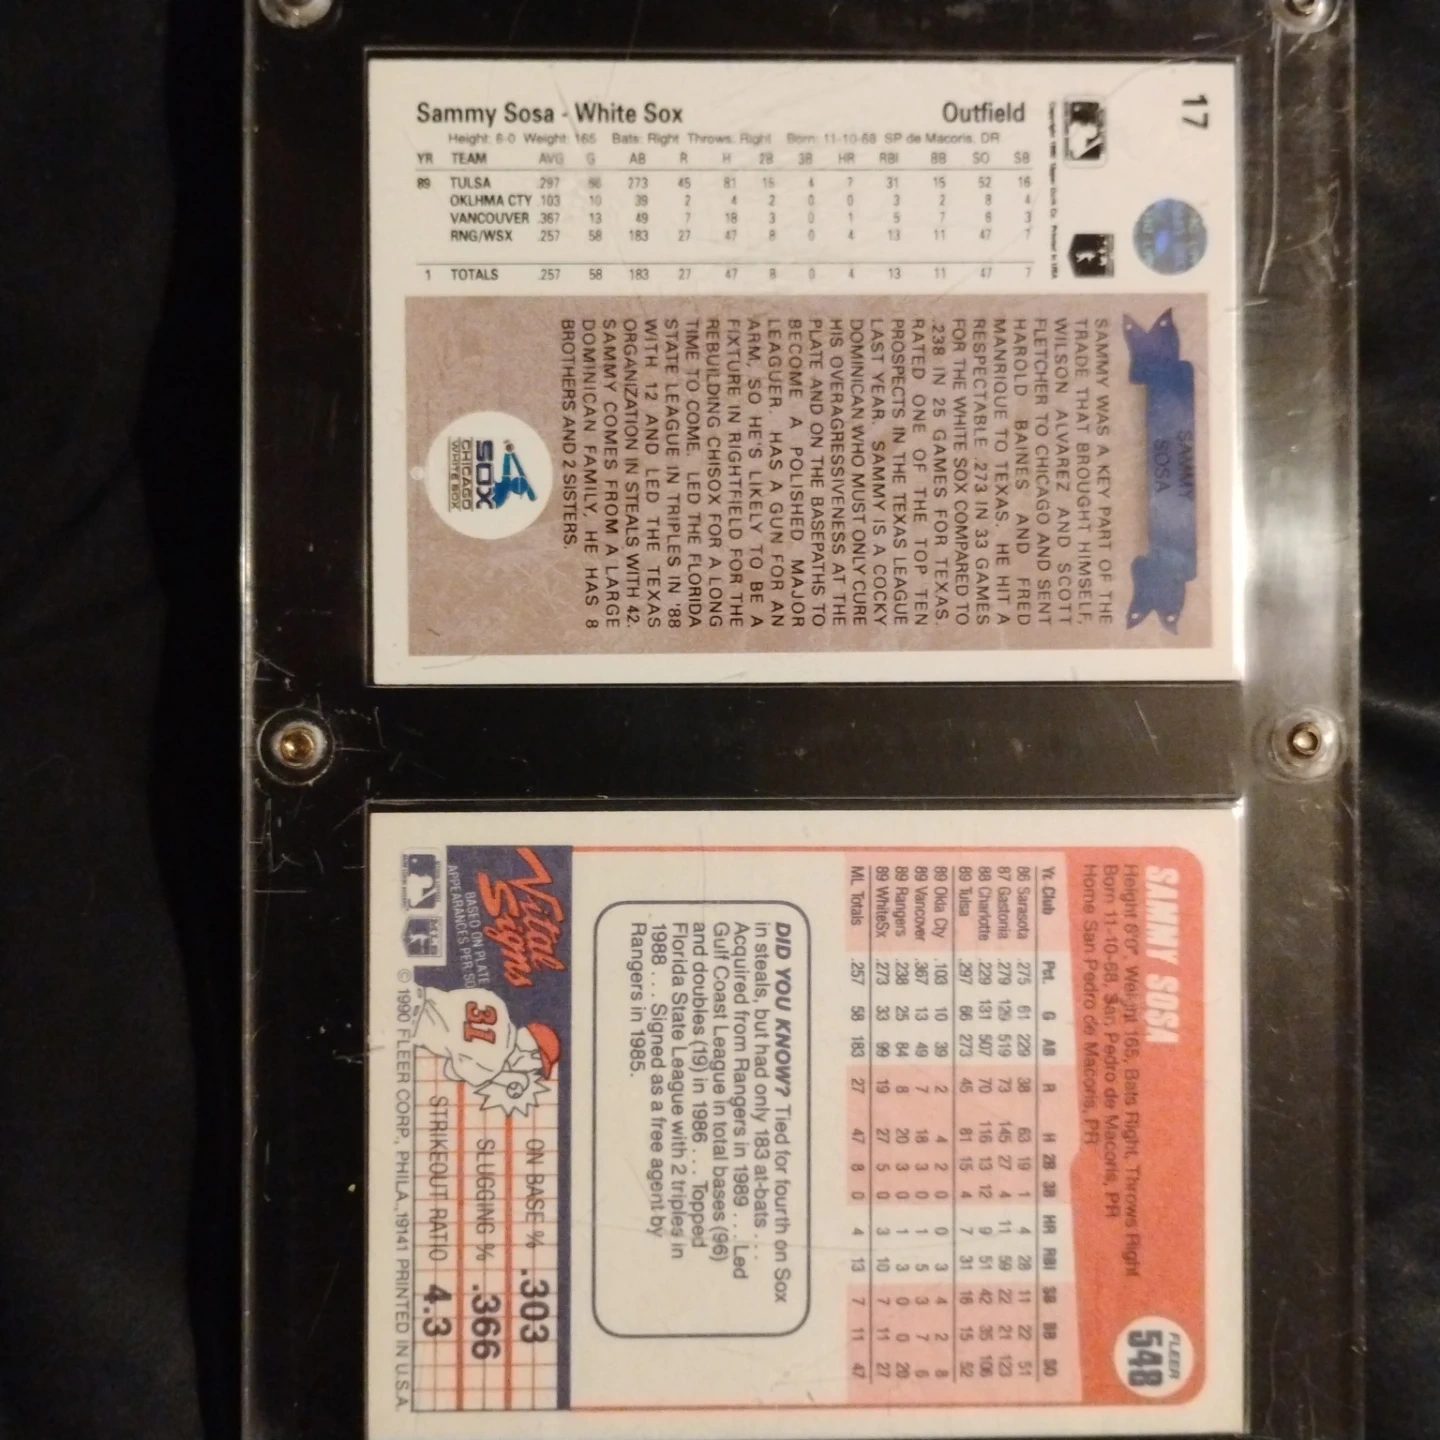 17
Sammy Sosa - White Sox Outfield
Height: 6-0 Weight: 165 Bats: Right Throws: Right Born: 11-10-68 SP de Macoris, DR
YR TEAM AVG G AB R H 2B 3B HR RBI BB SO SB
89 TULSA .297 66 273 45 81 15 4 7 31 15 52 16
OKLHMA CTY .103 10 39 2 4 2 0 0 3 2 8 4
VANCOUVER .367 13 49 7 18 3 0 1 5 7 6 3
RNG/WSX .257 58 183 27 47 8 0 4 13 11 47 7
1 TOTALS .257 58 183 27 47 8 0 4 13 11 47 7
SAMMY
SOSA
SAMMY WAS A KEY PART OF THE
TRADE THAT BROUGHT HIMSELF,
WILSON ALVAREZ AND SCOTT
FLETCHER TO CHICAGO AND SENT
HAROLD BAINES AND FRED
MANRIQUE TO TEXAS. HE HIT A
RESPECTABLE .273 IN 33 GAMES
FOR THE WHITE SOX COMPARED TO
.238 IN 25 GAMES FOR TEXAS.
RATED ONE OF THE TOP TEN
PROSPECTS IN THE TEXAS LEAGUE
LAST YEAR. SAMMY IS A COCKY
DOMINICAN WHO MUST ONLY CURE
HIS OVERAGRESSIVENESS AT THE
PLATE AND ON THE BASEPATHS TO
BECOME A POLISHED MAJOR
LEAGUER. HAS A GUN FOR AN
ARM, SO HE'S LIKELY TO BE A
FIXTURE IN RIGHTFIELD FOR THE
REBUILDING CHISOX FOR A LONG
TIME TO COME. LED THE FLORIDA
STATE LEAGUE IN TRIPLES IN '88
WITH 12 AND LED THE TEXAS
ORGANIZATION IN STEALS WITH 42.
SAMMY COMES FROM A LARGE
DOMINICAN FAMILY, HE HAS 8
BROTHERS AND 2 SISTERS.
SOX
CHICAGO
WHITE SOX
SAMMY SOSA
FLEER
548
Height 6'0", Weight 165, Bats Right, Throws Right
Born 11-10-68, San Pedro de Macoris, PR
Home San Pedro de Macoris, PR
Yr. Club Pct. G AB R H 2B 3B HR RBI SB BB SO
86 Sarasota .275 61 229 38 63 19 1 4 28 11 22 51
87 Gastonia .279 129 519 73 145 27 4 11 59 22 21 123
88 Charlotte .229 131 507 70 116 13 12 9 51 42 35 106
89 Tulsa .297 66 273 45 81 15 4 7 31 16 15 52
89 Okla Cty .103 10 39 2 4 2 0 0 3 4 2 8
89 Vancover .367 13 49 7 18 3 0 1 5 3 7 6
89 Rangers .238 25 84 8 20 3 0 1 3 0 0 20
89 WhiteSx .273 33 99 19 27 5 0 3 10 7 11 27
ML Totals .257 58 183 27 47 8 0 4 13 7 11 47
DID YOU KNOW? Tied for fourth on Sox
in steals, but had only 183 at-bats . . .
Acquired from Rangers in 1989 . . . Led
Gulf Coast League in total bases (96)
and doubles (19) in 1986 . . . Topped
Florida State League with 2 triples in
1988 . . . Signed as a free agent by
Rangers in 1985.
Vital
Signs
BASED ON PLATE
APPEARANCES PER SO
31
ON BASE % .303
SLUGGING % .366
STRIKEOUT RATIO 4.3
© 1990 FLEER CORP., PHILA., 19141 PRINTED IN U.S.A.